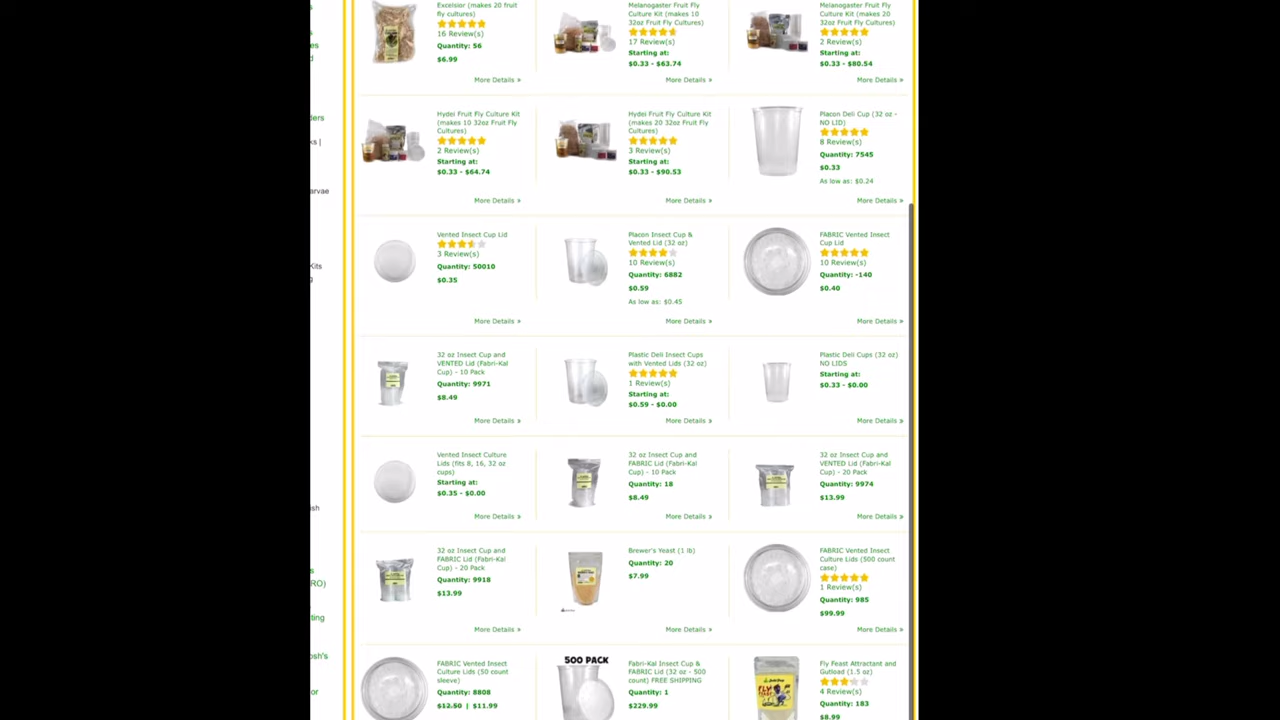 Excelsior (makes 20 fruit
fly cultures)
16 Review(s)
Quantity: 56
$6.99
More Details »
Melanogaster Fruit Fly
Culture Kit (makes 10
32oz Fruit Fly Cultures)
17 Review(s)
Starting at:
$0.33 - $63.74
More Details »
Melanogaster Fruit Fly
Culture Kit (makes 20
32oz Fruit Fly Cultures)
2 Review(s)
Starting at:
$0.33 - $80.54
More Details »
Hydei Fruit Fly Culture Kit
(makes 10 32oz Fruit Fly
Cultures)
2 Review(s)
Starting at:
$0.33 - $64.74
More Details »
Hydei Fruit Fly Culture Kit
(makes 20 32oz Fruit Fly
Cultures)
3 Review(s)
Starting at:
$0.33 - $90.53
More Details »
Placon Deli Cup (32 oz -
NO LID)
8 Review(s)
Quantity: 7545
$0.33
As low as: $0.24
More Details »
Vented Insect Cup Lid
3 Review(s)
Quantity: 50010
$0.35
More Details »
Placon Insect Cup &
Vented Lid (32 oz)
10 Review(s)
Quantity: 6882
$0.59
As low as: $0.45
More Details »
FABRIC Vented Insect
Cup Lid
10 Review(s)
Quantity: -140
$0.40
More Details »
32 oz Insect Cup and
VENTED Lid (Fabri-Kal
Cup) - 10 Pack
Quantity: 9971
$8.49
More Details »
Plastic Deli Insect Cups
with Vented Lids (32 oz)
1 Review(s)
Starting at:
$0.59 - $0.00
More Details »
Plastic Deli Cups (32 oz)
NO LIDS
Starting at:
$0.33 - $0.00
More Details »
Vented Insect Culture
Lids (fits 8, 16, 32 oz
cups)
Starting at:
$0.35 - $0.00
More Details »
32 oz Insect Cup and
FABRIC Lid (Fabri-Kal
Cup) - 10 Pack
Quantity: 18
$8.49
More Details »
32 oz Insect Cup and
VENTED Lid (Fabri-Kal
Cup) - 20 Pack
Quantity: 9974
$13.99
More Details »
32 oz Insect Cup and
FABRIC Lid (Fabri-Kal
Cup) - 20 Pack
Quantity: 9918
$13.99
More Details »
Brewer's Yeast (1 lb)
Quantity: 20
$7.99
More Details »
FABRIC Vented Insect
Culture Lids (500 count
case)
1 Review(s)
Quantity: 985
$99.99
More Details »
FABRIC Vented Insect
Culture Lids (50 count
sleeve)
Quantity: 8808
$12.50 | $11.99
500 PACK
Fabri-Kal Insect Cup &
FABRIC Lid (32 oz - 500
count) FREE SHIPPING
Quantity: 1
$229.99
Fly Feast Attractant and
Gutload (1.5 oz)
4 Review(s)
Quantity: 183
$8.99